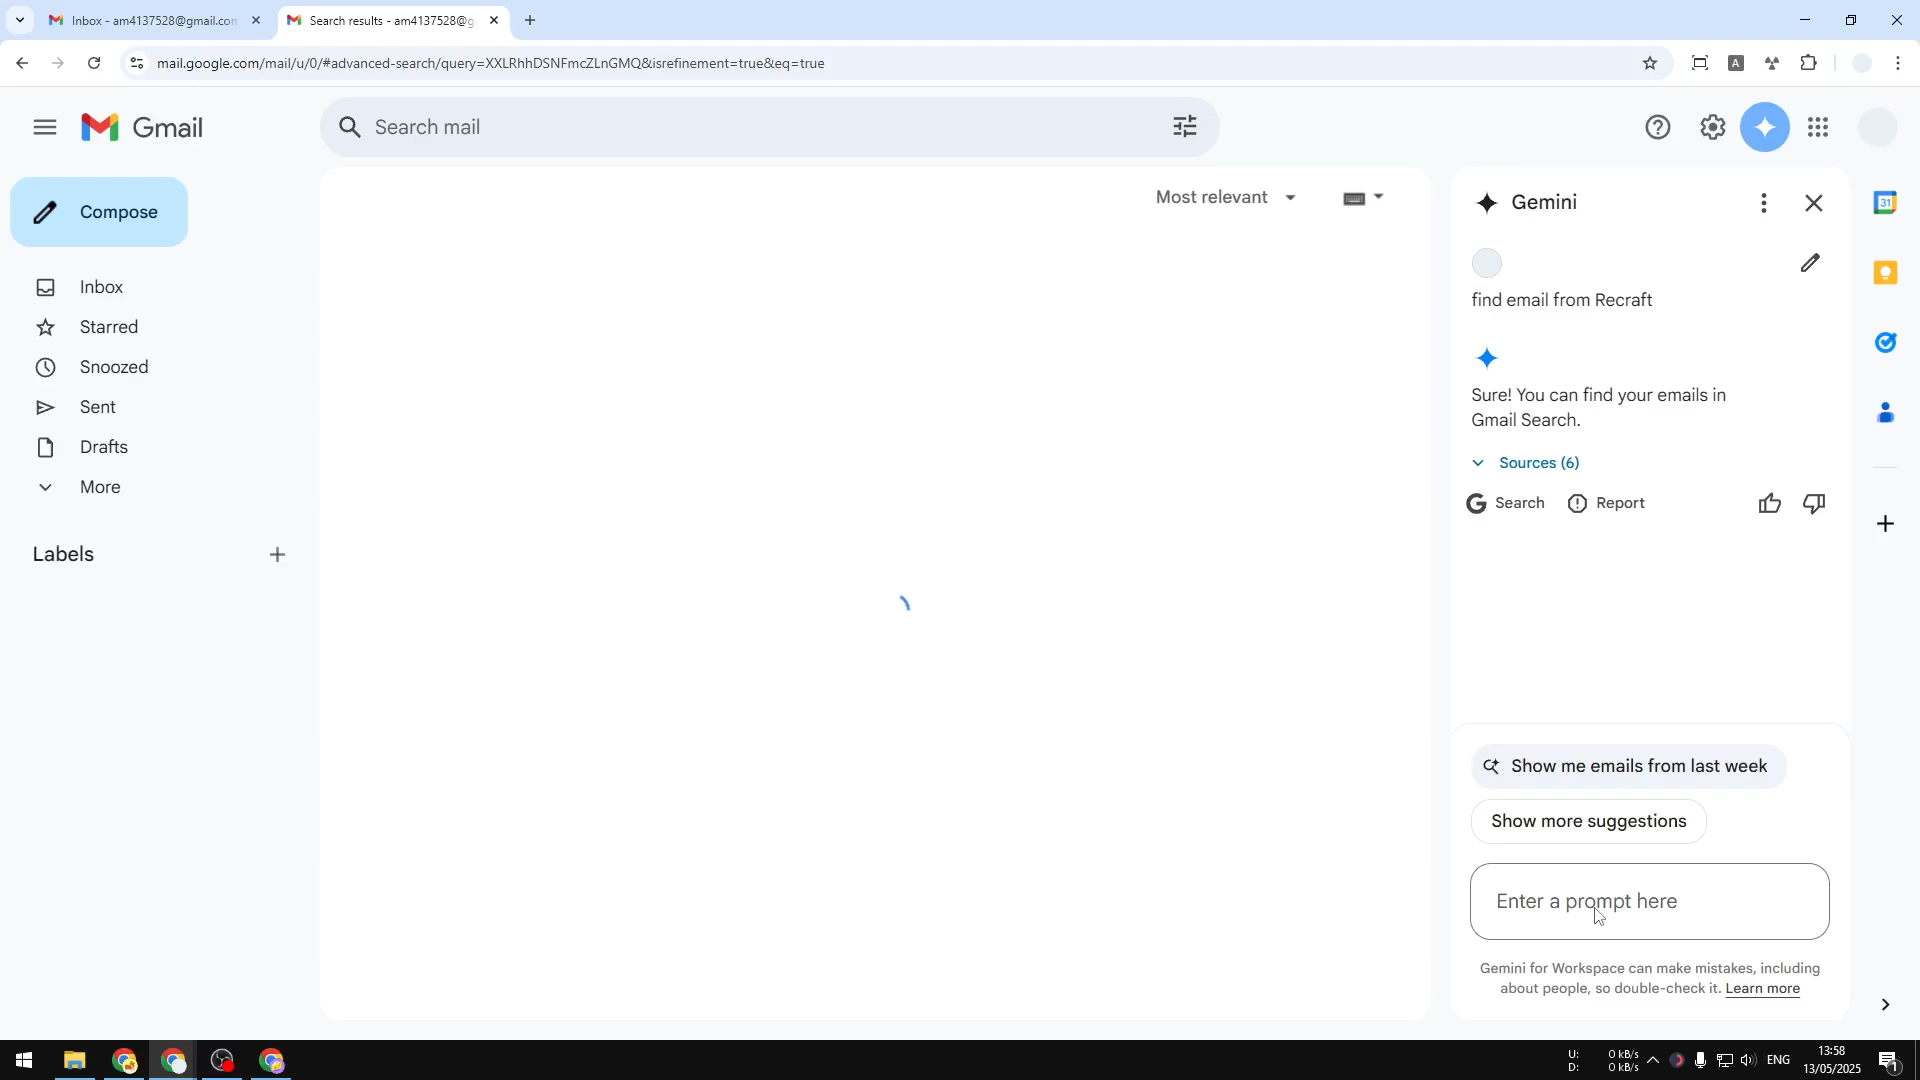 Inbox - am4137528@gmail.com
Search results - am4137528@g
mail.google.com/mail/u/0/#advanced-search/query=XXLRhhDSNFmcZLnGMQ&isrefinement=true&eq=true
Gmail
Search mail
Compose
Inbox
Starred
Snoozed
Sent
Drafts
More
Labels
Most relevant
Gemini
find email from Recraft
Sure! You can find your emails in
Gmail Search.
Sources (6)
Search
Report
Show me emails from last week
Show more suggestions
Enter a prompt here
Gemini for Workspace can make mistakes, including
about people, so double-check it. Learn more
31
A
U: 0 kB/s
D: 0 kB/s
ENG
13:58
13/05/2025
1